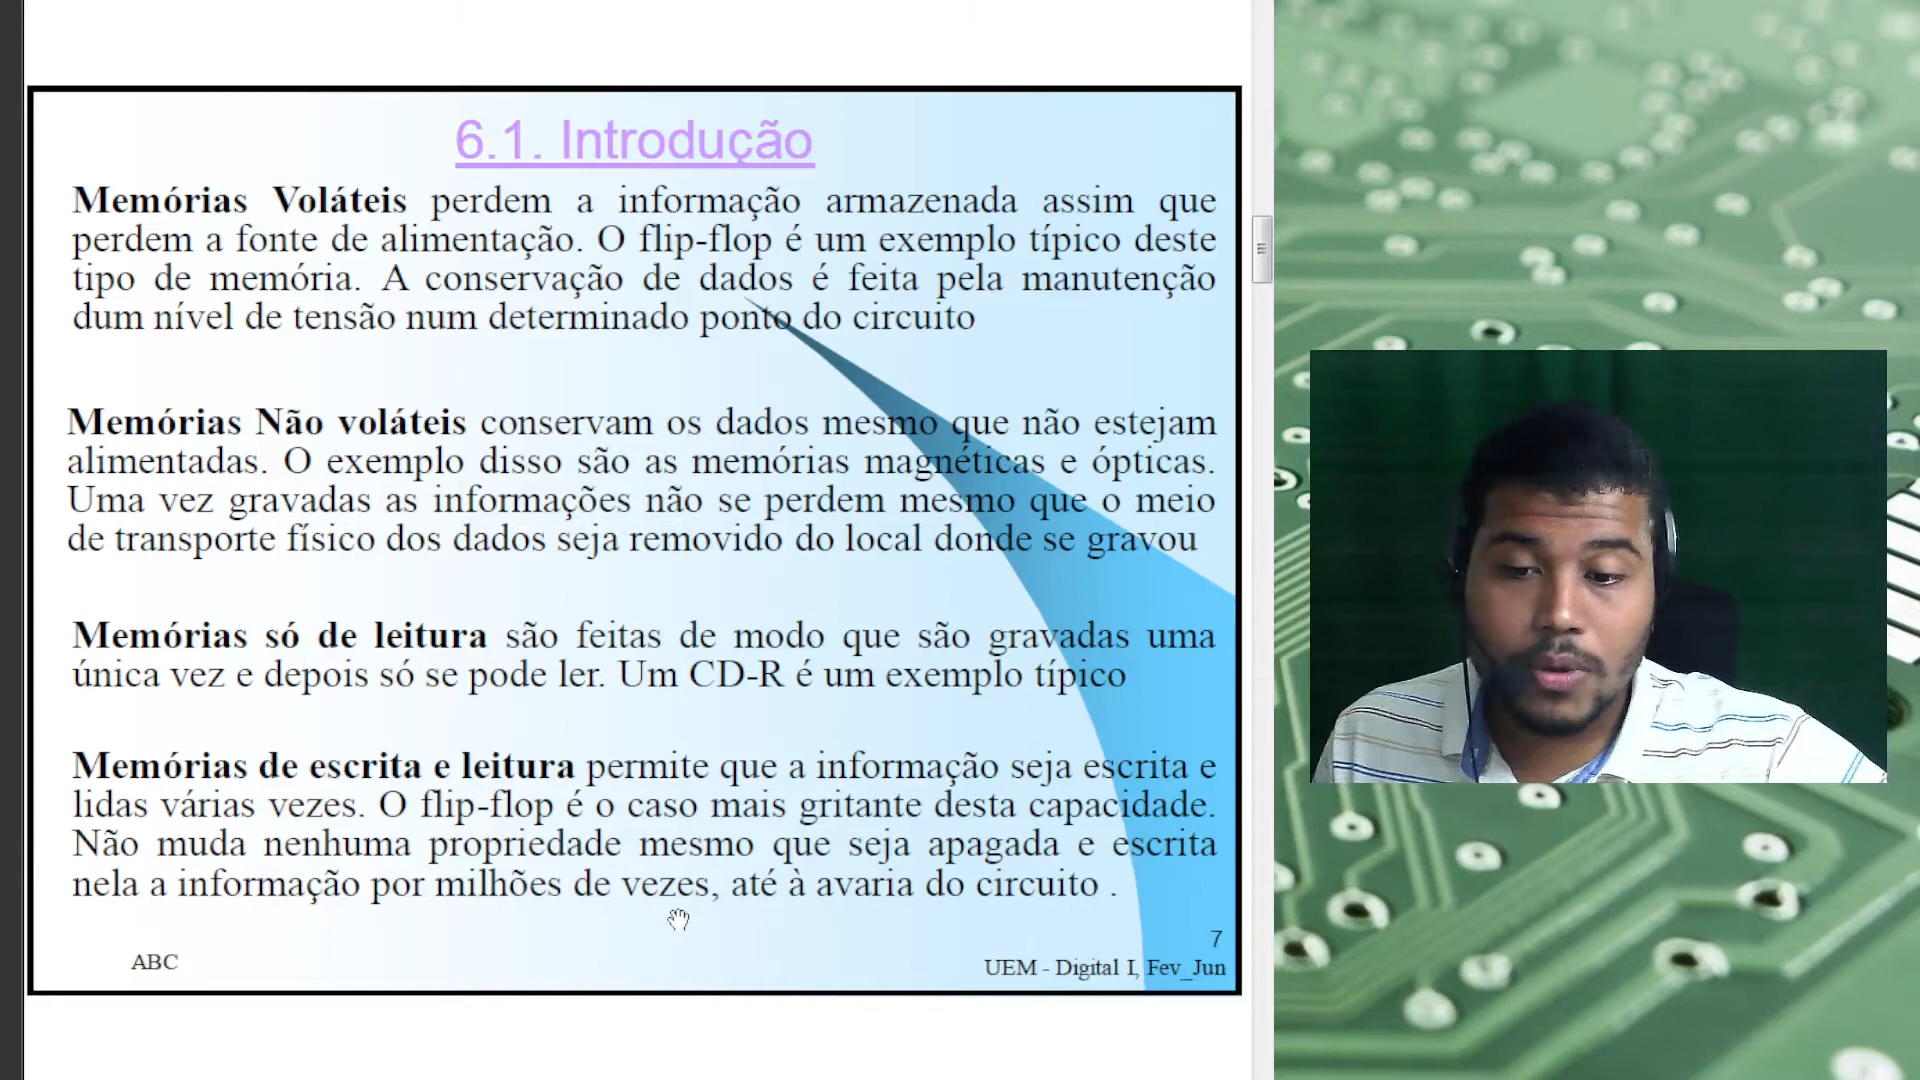 6.1. Introdução
Memórias Voláteis perdem a informação armazenada assim que
perdem a fonte de alimentação. O flip-flop é um exemplo típico deste
tipo de memória. A conservação de dados é feita pela manutenção
dum nível de tensão num determinado ponto do circuito
Memórias Não voláteis conservam os dados mesmo que não estejam
alimentadas. O exemplo disso são as memórias magnéticas e ópticas.
Uma vez gravadas as informações não se perdem mesmo que o meio
de transporte físico dos dados seja removido do local donde se gravou
Memórias só de leitura são feitas de modo que são gravadas uma
única vez e depois só se pode ler. Um CD-R é um exemplo típico
Memórias de escrita e leitura permite que a informação seja escrita e
lidas várias vezes. O flip-flop é o caso mais gritante desta capacidade.
Não muda nenhuma propriedade mesmo que seja apagada e escrita
nela a informação por milhões de vezes, até à avaria do circuito .
7
ABC
UEM - Digital I, Fev_Jun